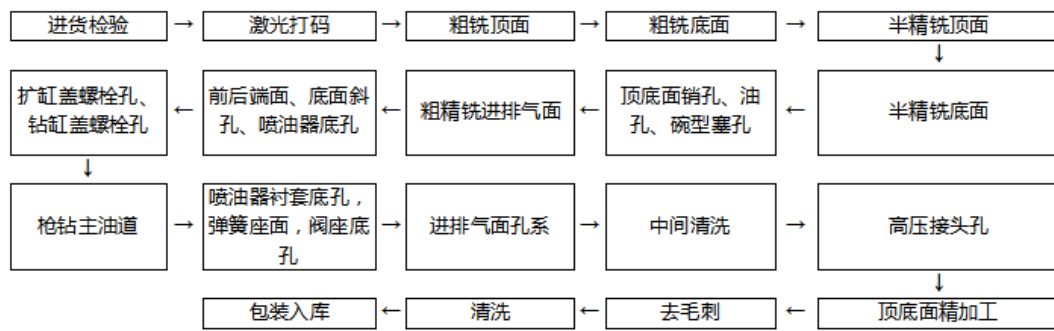 进货检验 → 激光打码 → 粗铣顶面 → 粗铣底面 → 半精铣顶面
↓
半精铣底面
←
顶底面销孔、油
孔、碗型塞孔
←
粗精铣进排气面
←
前后端面、底面斜
孔、喷油器底孔
←
扩缸盖螺栓孔、
钻缸盖螺栓孔
↓
枪钻主油道
→
喷油器衬套底孔，
弹簧座面，阀座底
孔
→
进排气面孔系
→
中间清洗
→
高压接头孔
↓
顶底面精加工
←
去毛刺
←
清洗
←
包装入库